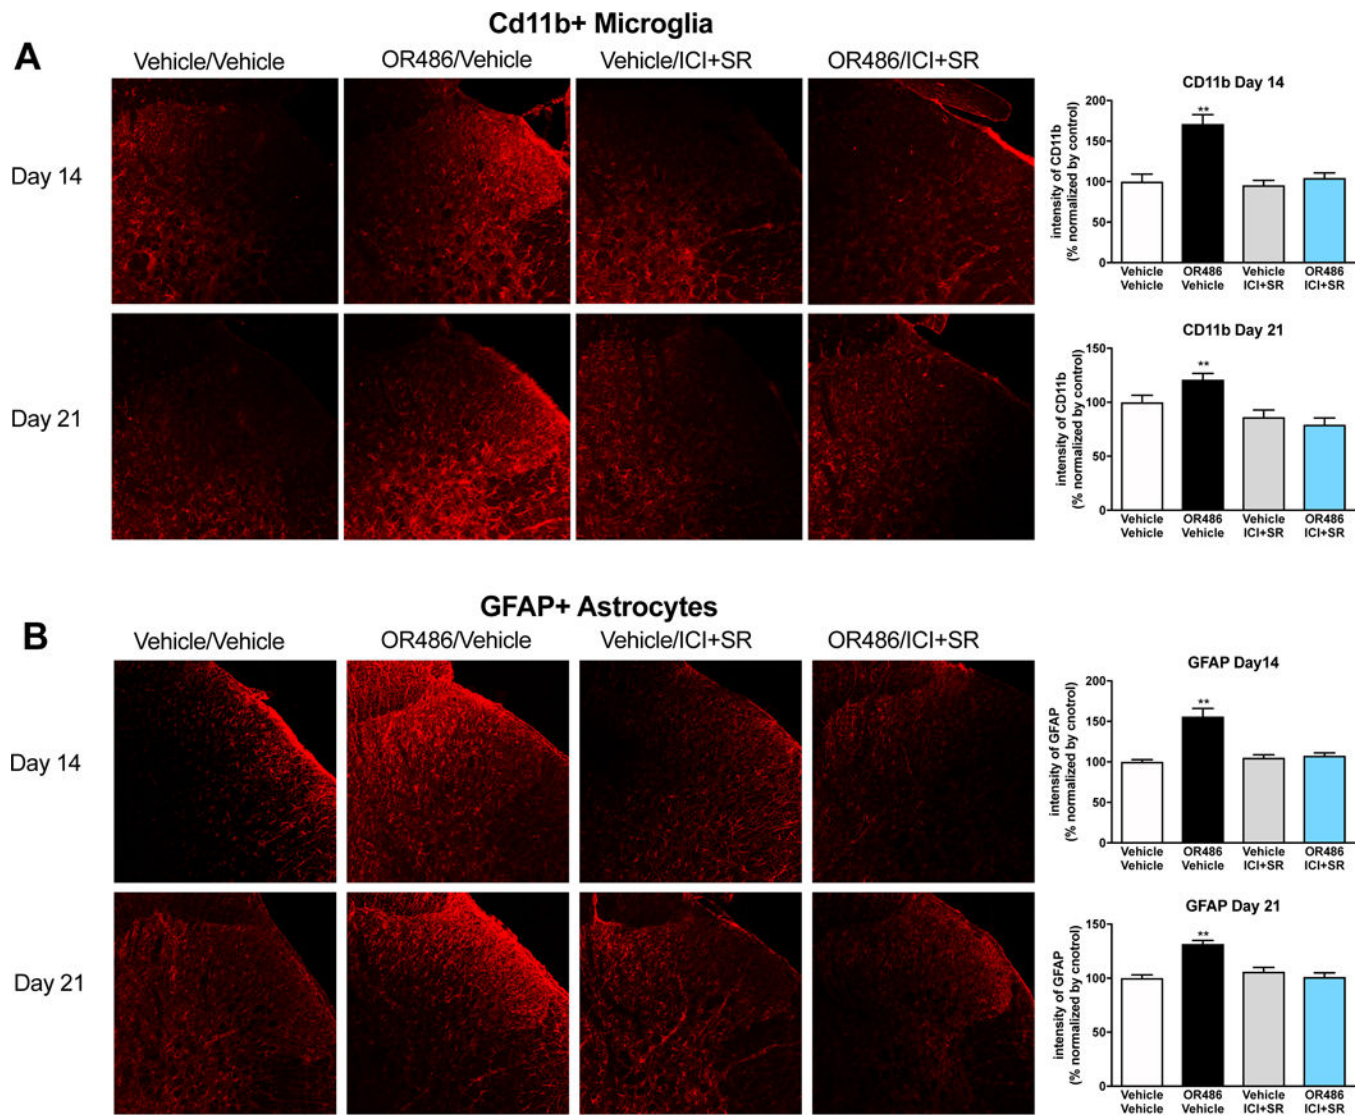 Cd11b+ Microglia
A
Vehicle/Vehicle
OR486/Vehicle
Vehicle/ICI+SR
OR486/ICI+SR
Day 14
Day 21
CD11b Day 14
intensity of CD11b
(% normalized by control)
200
150
100
50
0
**
Vehicle
Vehicle
OR486
Vehicle
Vehicle
ICI+SR
OR486
ICI+SR
CD11b Day 21
intensity of CD11b
(% normalized by control)
150
100
50
0
**
Vehicle
Vehicle
OR486
Vehicle
Vehicle
ICI+SR
OR486
ICI+SR
GFAP+ Astrocytes
B
Vehicle/Vehicle
OR486/Vehicle
Vehicle/ICI+SR
OR486/ICI+SR
Day 14
Day 21
GFAP Day14
intensity of GFAP
(% normalized by cnotrol)
200
150
100
50
0
**
Vehicle
Vehicle
OR486
Vehicle
Vehicle
ICI+SR
OR486
ICI+SR
GFAP Day 21
intensity of GFAP
(% normalized by cnotrol)
150
100
50
0
**
Vehicle
Vehicle
OR486
Vehicle
Vehicle
ICI+SR
OR486
ICI+SR